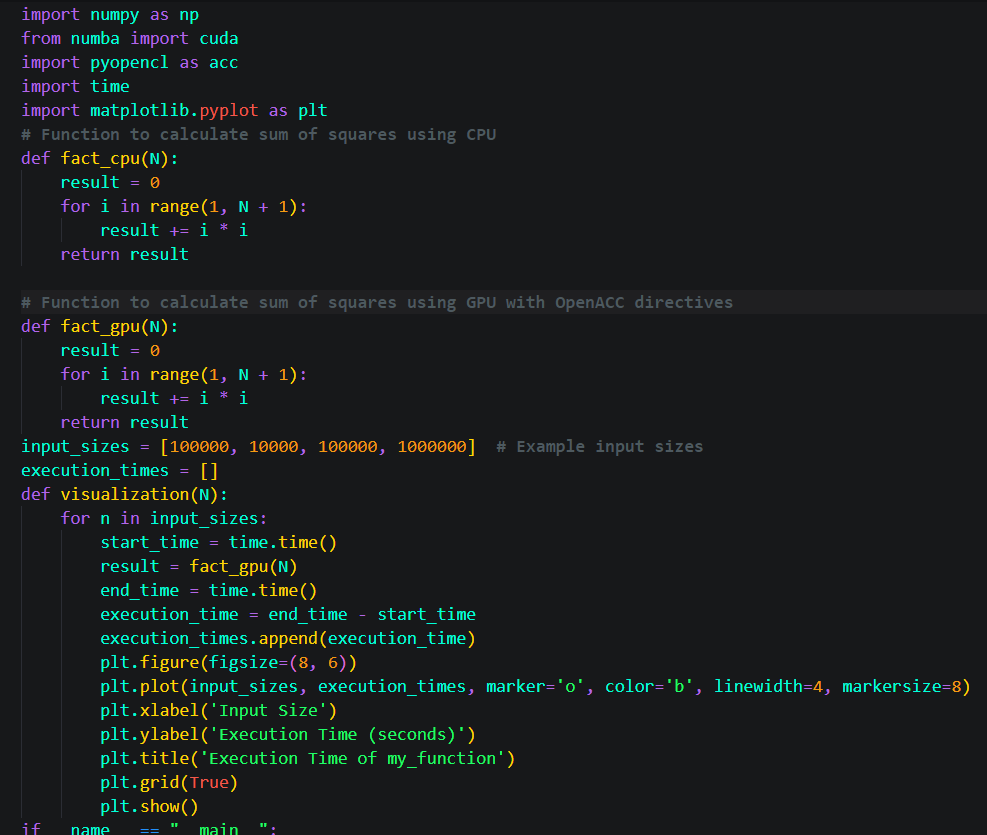 import numpy as np
from numba import cuda
import pyopencl as acc
import time
import matplotlib.pyplot as plt
# Function to calculate sum of squares using CPU
def fact_cpu(N):
    result = 0
    for i in range(1, N + 1):
        result += i * i
    return result

# Function to calculate sum of squares using GPU with OpenACC directives
def fact_gpu(N):
    result = 0
    for i in range(1, N + 1):
        result += i * i
    return result
input_sizes = [100000, 10000, 100000, 1000000]  # Example input sizes
execution_times = []
def visualization(N):
    for n in input_sizes:
        start_time = time.time()
        result = fact_gpu(N)
        end_time = time.time()
        execution_time = end_time - start_time
        execution_times.append(execution_time)
        plt.figure(figsize=(8, 6))
        plt.plot(input_sizes, execution_times, marker='o', color='b', linewidth=4, markersize=8)
        plt.xlabel('Input Size')
        plt.ylabel('Execution Time (seconds)')
        plt.title('Execution Time of my_function')
        plt.grid(True)
        plt.show()
if __name__ == "__main__":